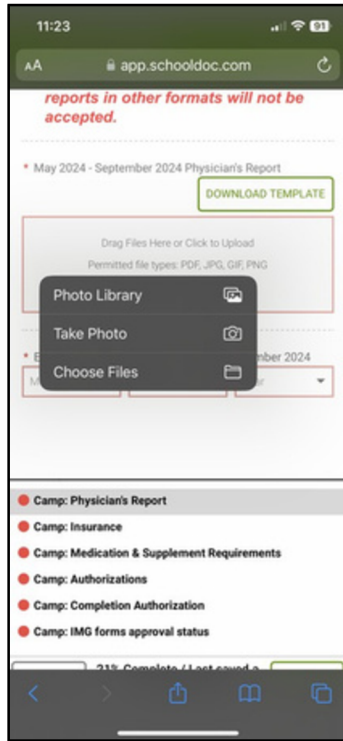 11:23
91
AA
app.schooldoc.com
reports in other formats will not be
accepted.
* May 2024 - September 2024 Physician's Report
DOWNLOAD TEMPLATE
Drag Files Here or Click to Upload
Permitted file types: PDF, JPG, GIF, PNG
Photo Library
Take Photo
Choose Files
2024
Camp: Physician's Report
Camp: Insurance
Camp: Medication & Supplement Requirements
Camp: Authorizations
Camp: Completion Authorization
Camp: IMG forms approval status
21% Complete / Last saved a